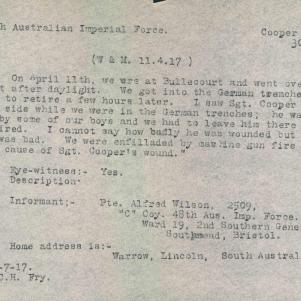 h Australian Imperial Force. Cooper
30
(W & M. 11.4.17)
On April 11th, we were at Bullecourt and went over
t after daylight. We got into the German trenches
to retire a few hours later. I saw Sgt. Cooper
side while we were in the German trenches; he wa
by some of our boys and we had to leave him there
ired. I cannot say how badly he was wounded but
was bad. We were enfiladed by machine gun fire
cause of Sgt. Cooper's wound."
Eye-witness:- Yes.
Description-
Informant;- Pte. Alfred Wilson, 2509,
"C" Coy. 48th Aus. Imp. Force.
Ward 19, 2nd Southern Gene
Southmead, Bristol.
Home address is:-
Warrow, Lincoln, South Austral
-7-17.
C.H. Fry.